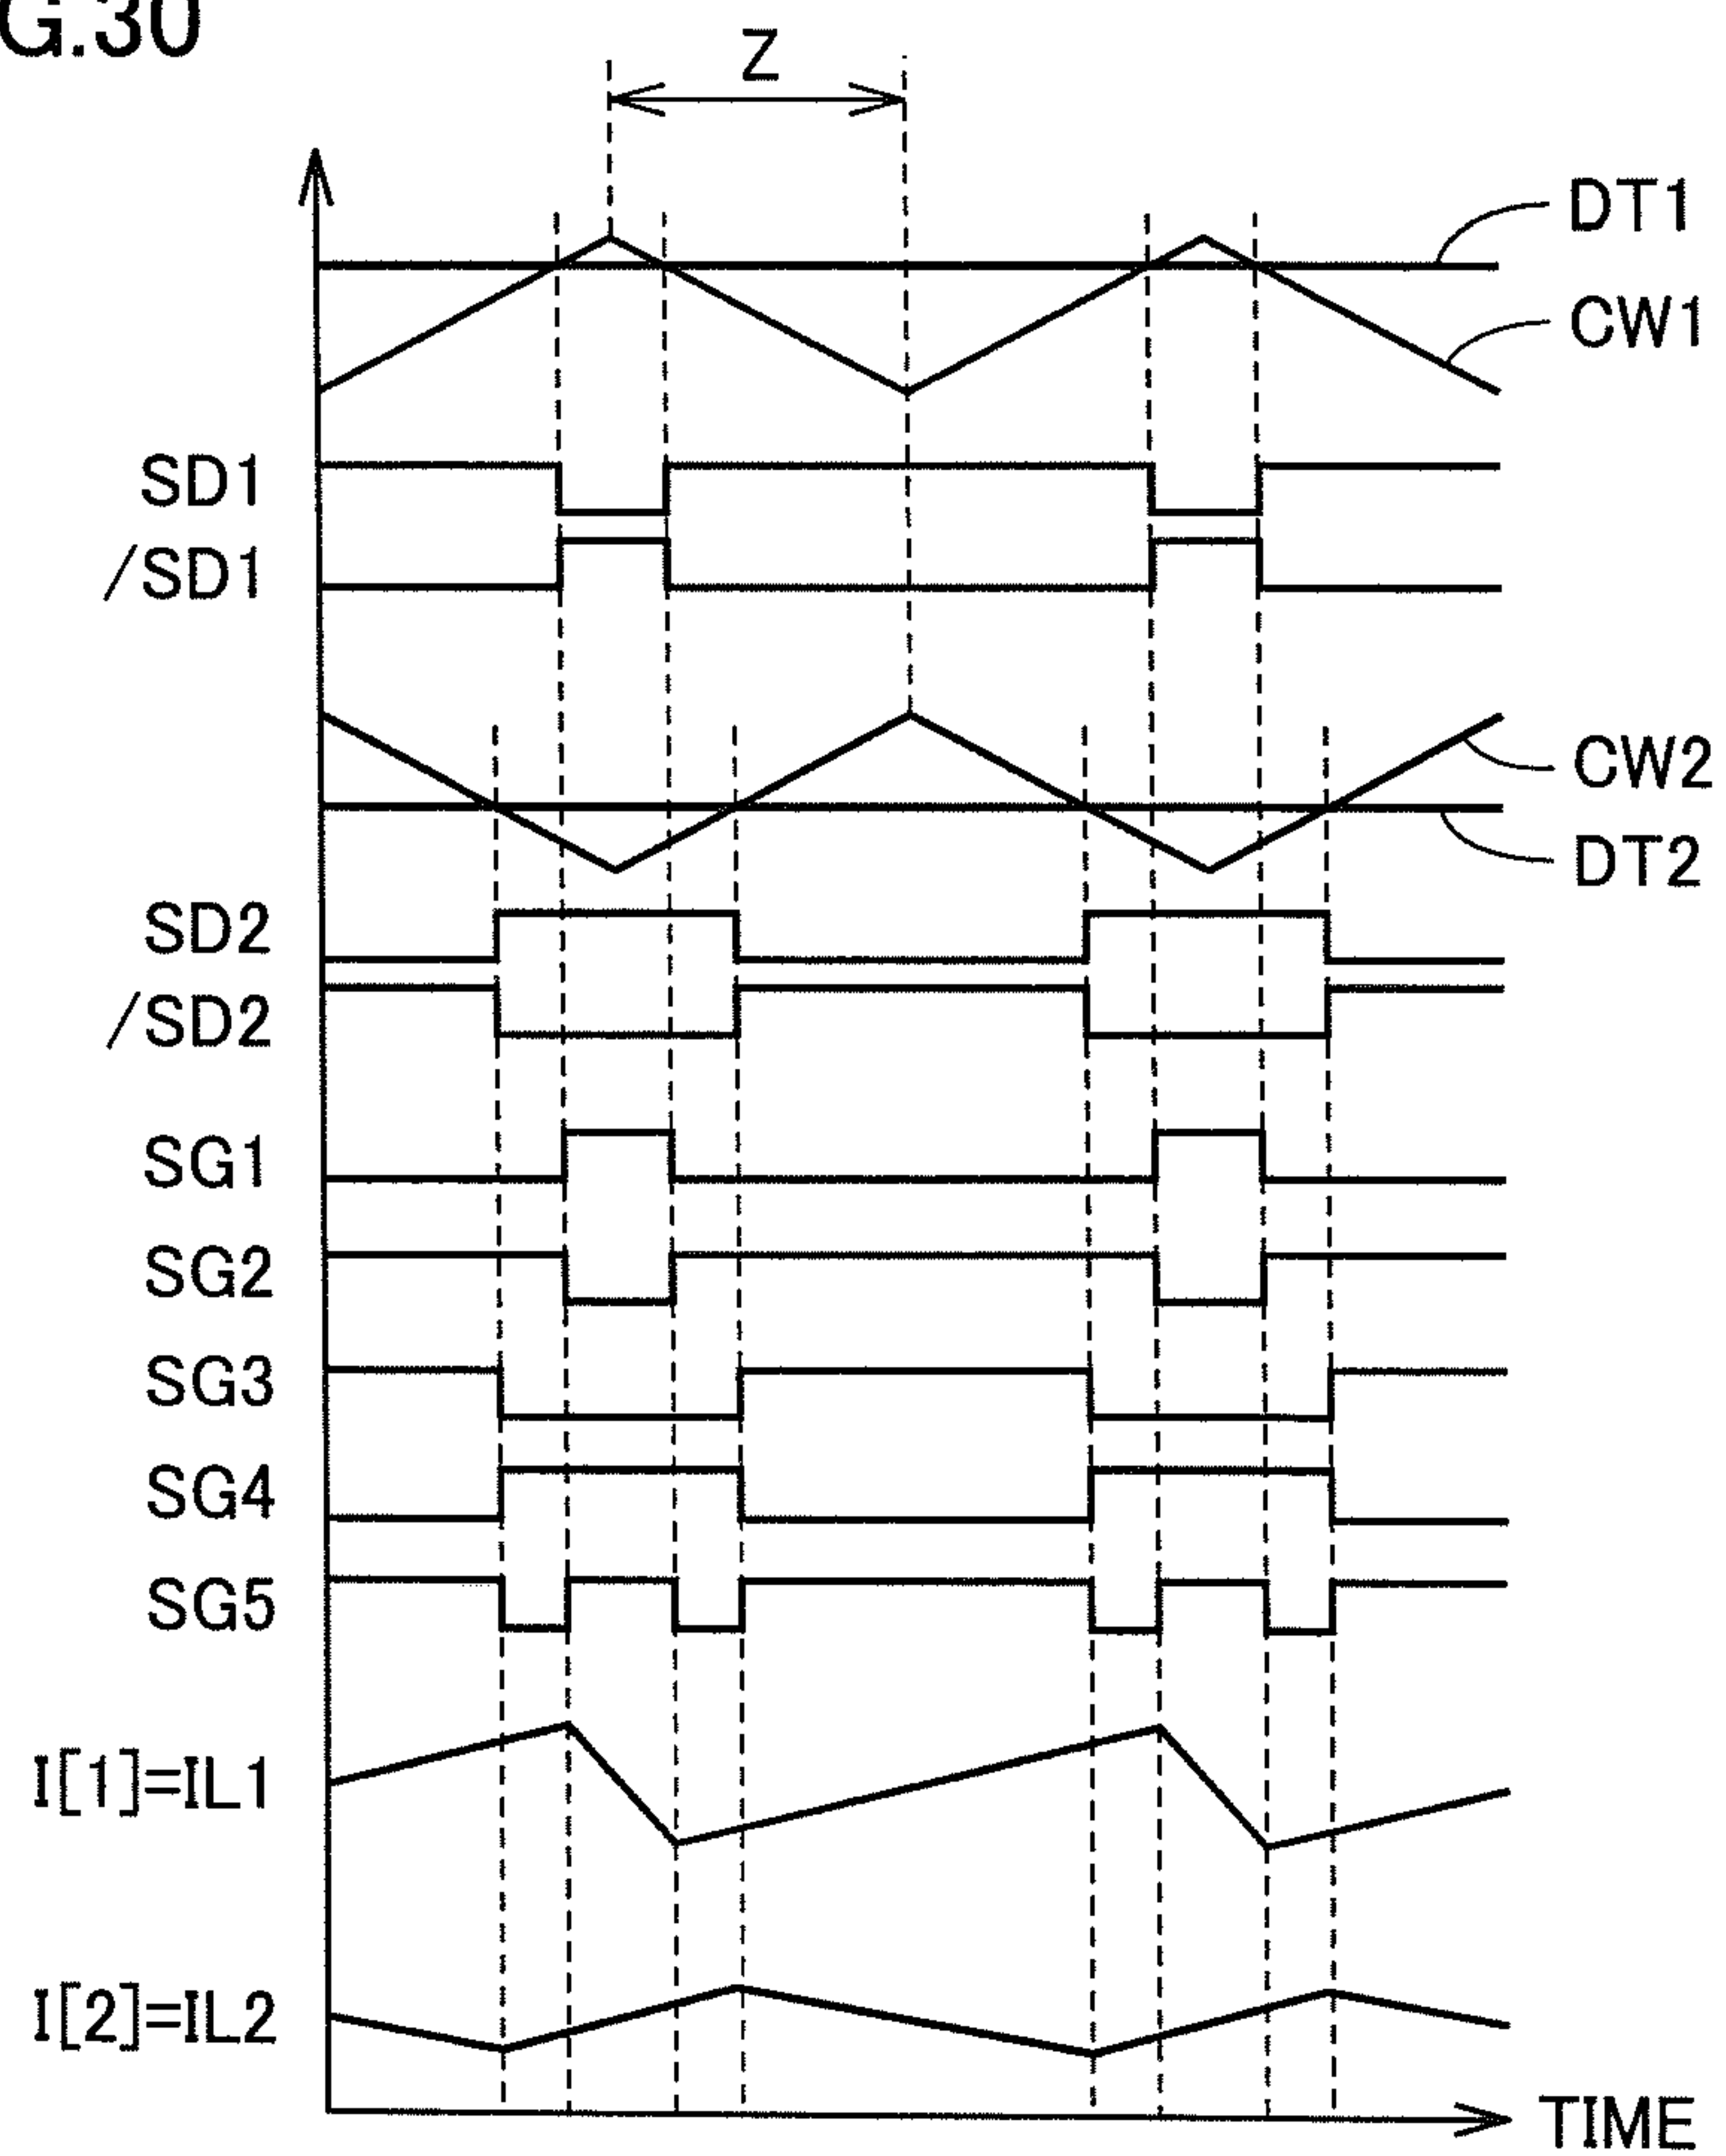 G.30
Z
DT1
CW1
SD1
/SD1
CW2
DT2
SD2
/SD2
SG1
SG2
SG3
SG4
SG5
I[1]=IL1
I[2]=IL2
TIME